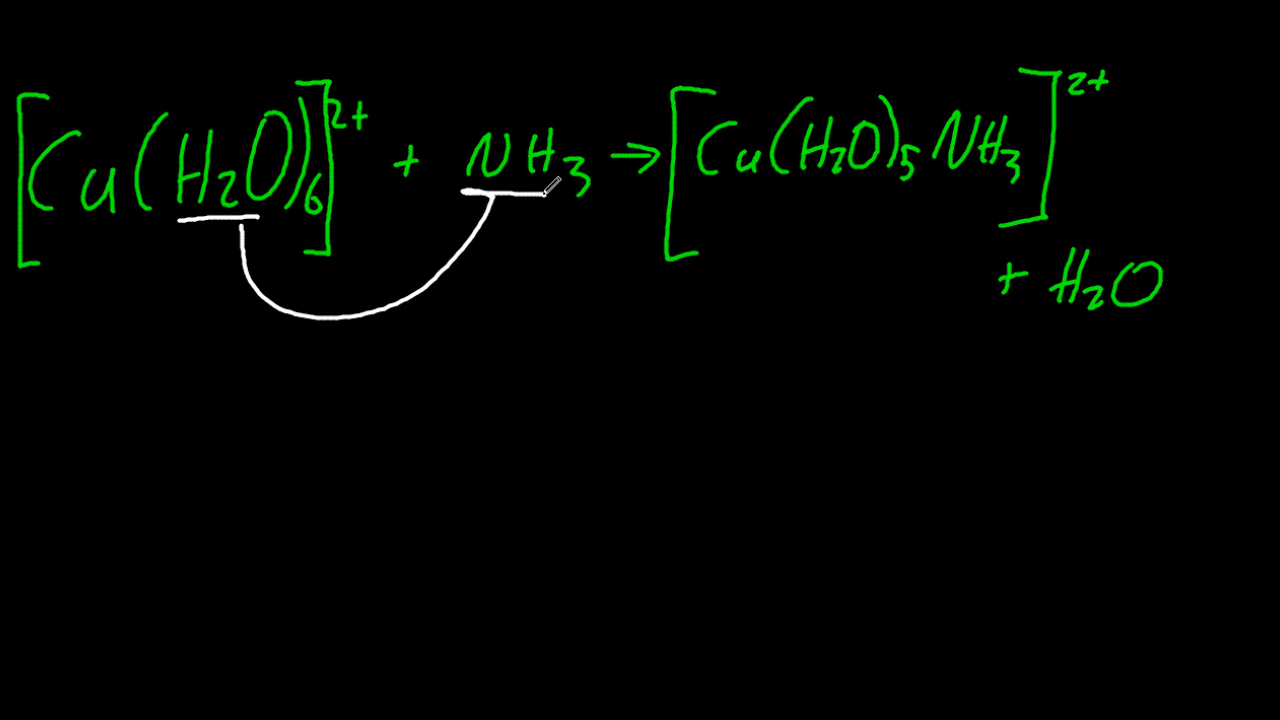 [Cu(H₂O)₆]²⁺ + NH₃ → [Cu(H₂O)₅NH₃]²⁺
+ H₂O